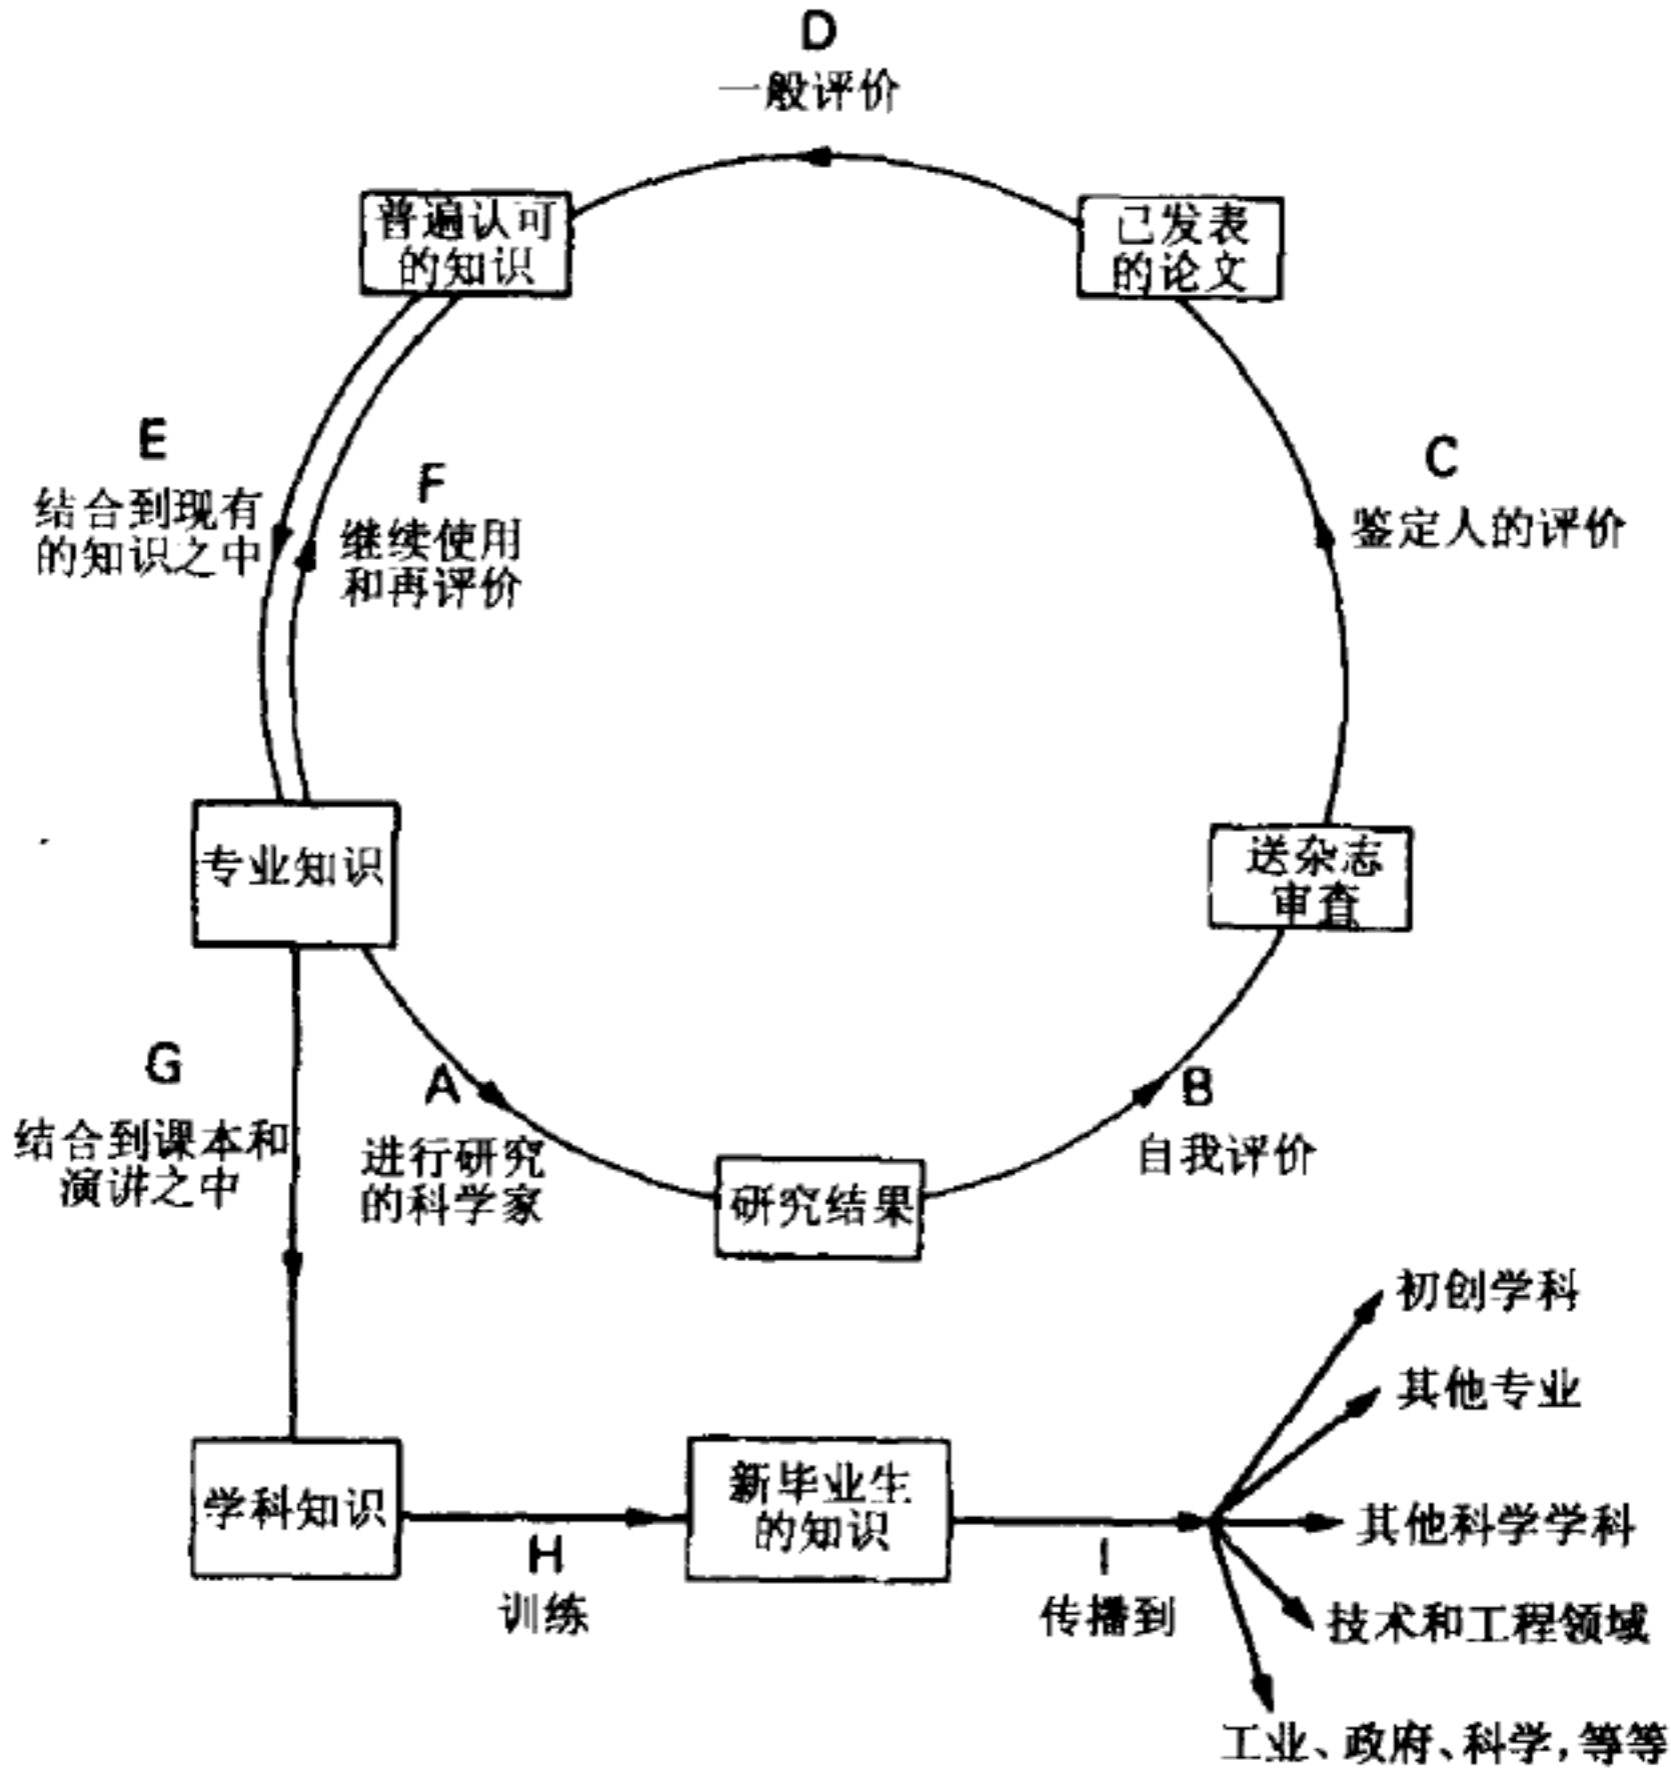 D
一般评价
普遍认可
的知识
已发表
的论文
E
结合到现有
的知识之中
F
继续使用
和再评价
C
鉴定人的评价
专业知识
送杂志
审查
G
结合到课本和
演讲之中
A
进行研究
的科学家
B
自我评价
研究结果
初创学科
其他专业
学科知识
H
训练
新毕业生
的知识
I
传播到
其他科学学科
技术和工程领域
工业、政府、科学,等等